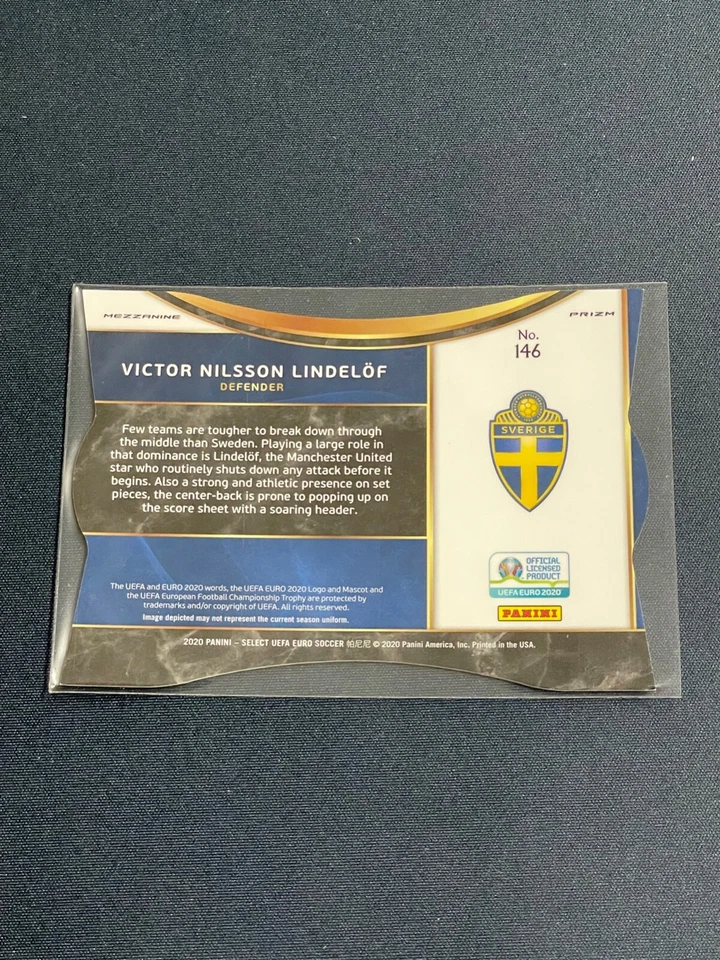 MEZZANINE
PRIZM
No.
146
VICTOR NILSSON LINDELÖF
DEFENDER
Few teams are tougher to break down through
the middle than Sweden. Playing a large role in
that dominance is Lindelöf, the Manchester United
star who routinely shuts down any attack before it
begins. Also a strong and athletic presence on set
pieces, the center-back is prone to popping up on
the score sheet with a soaring header.
SVERIGE
OFFICIAL
LICENSED
PRODUCT
UEFA EURO2020
PANINI
The UEFA and EURO 2020 words, the UEFA EURO 2020 Logo and Mascot and
the UEFA European Football Championship Trophy are protected by
trademarks and/or copyright of UEFA. All rights reserved.
Image depicted may not represent the current season uniform.
2020 PANINI – SELECT UEFA EURO SOCCER 帕尼尼 © 2020 Panini America, Inc. Printed in the USA.